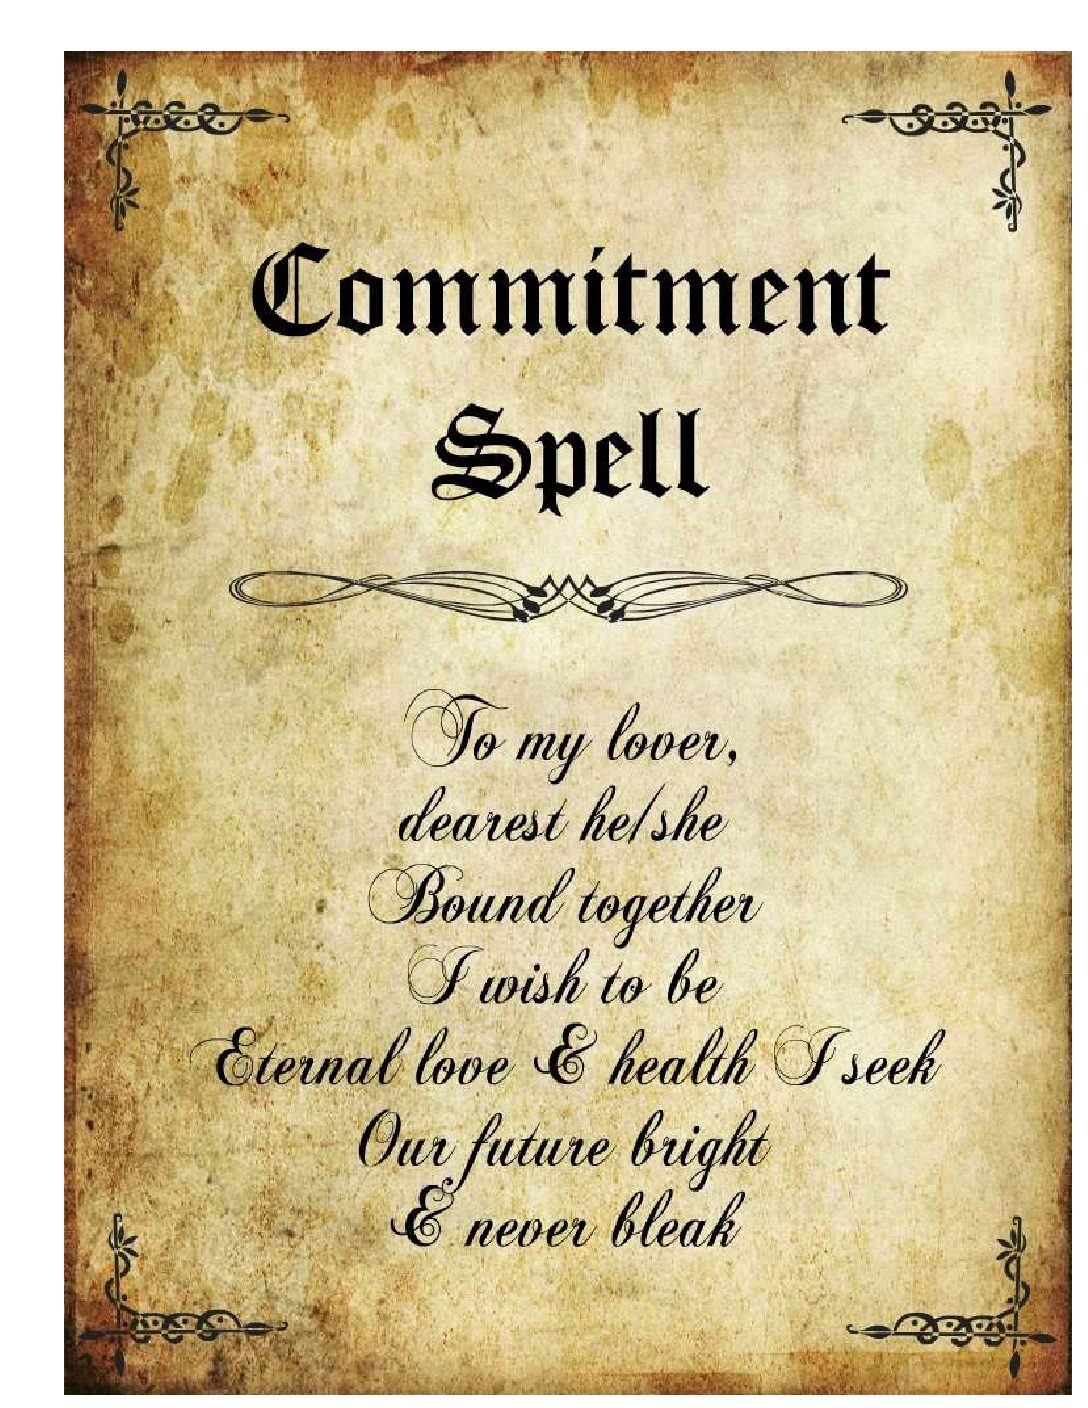 Commitment
Spell
To my lover,
dearest he/she
Bound together
I wish to be
Eternal love & health I seek
Our future bright
& never bleak